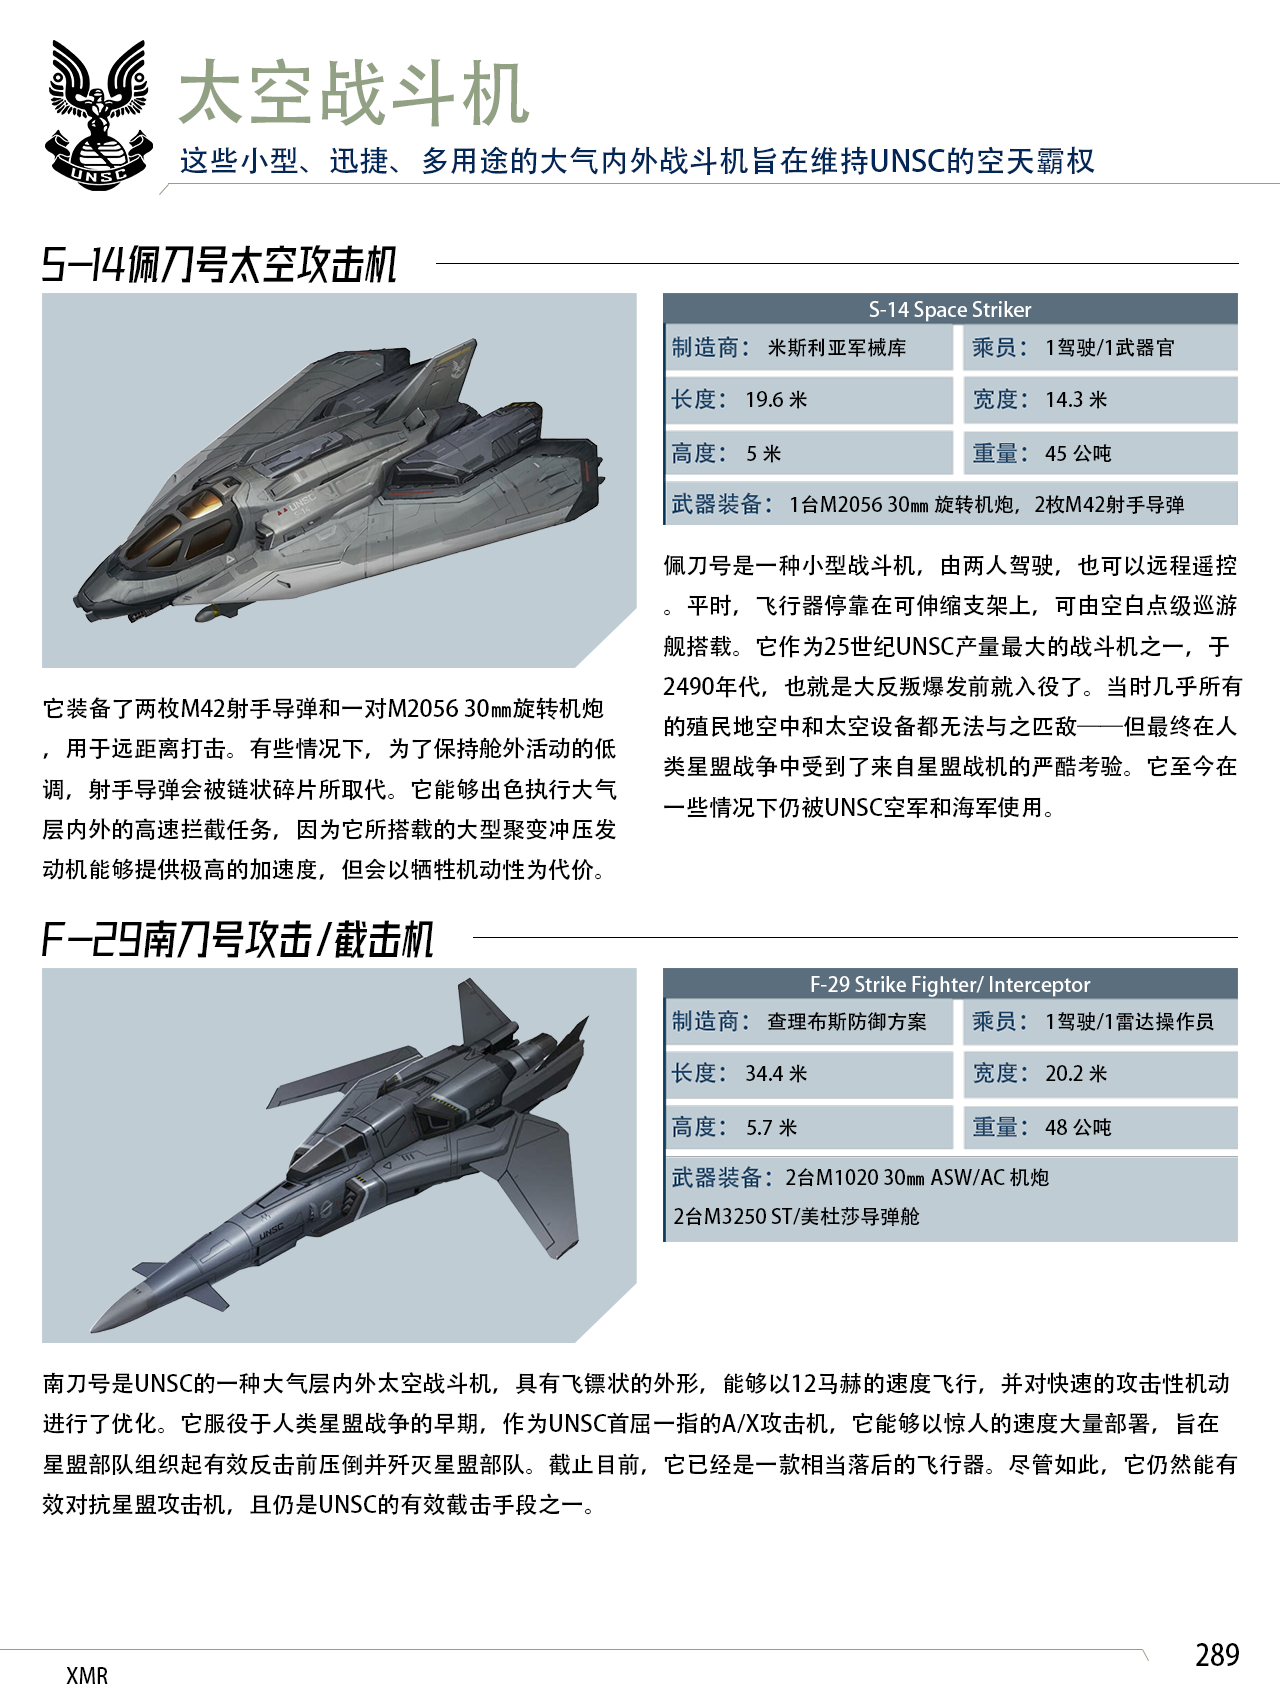 UNSC
太空战斗机
这些小型、迅捷、多用途的大气内外战斗机旨在维持UNSC的空天霸权
S-14佩刀号太空攻击机
UNSC
14
S-14 Space Striker
制造商： 米斯利亚军械库
乘员： 1驾驶/1武器官
长度： 19.6 米
宽度： 14.3 米
高度： 5 米
重量： 45 公吨
武器装备： 1台M2056 30㎜ 旋转机炮，2枚M42射手导弹
佩刀号是一种小型战斗机，由两人驾驶，也可以远程遥控
。平时，飞行器停靠在可伸缩支架上，可由空白点级巡游
舰搭载。它作为25世纪UNSC产量最大的战斗机之一，于
2490年代，也就是大反叛爆发前就入役了。当时几乎所有
的殖民地空中和太空设备都无法与之匹敌——但最终在人
类星盟战争中受到了来自星盟战机的严酷考验。它至今在
一些情况下仍被UNSC空军和海军使用。
它装备了两枚M42射手导弹和一对M2056 30㎜旋转机炮
，用于远距离打击。有些情况下，为了保持舱外活动的低
调，射手导弹会被链状碎片所取代。它能够出色执行大气
层内外的高速拦截任务，因为它所搭载的大型聚变冲压发
动机能够提供极高的加速度，但会以牺牲机动性为代价。
F-29南刀号攻击/截击机
UNSC
F-29 Strike Fighter/ Interceptor
制造商： 查理布斯防御方案
乘员： 1驾驶/1雷达操作员
长度： 34.4 米
宽度： 20.2 米
高度： 5.7 米
重量： 48 公吨
武器装备：2台M1020 30㎜ ASW/AC 机炮
2台M3250 ST/美杜莎导弹舱
南刀号是UNSC的一种大气层内外太空战斗机，具有飞镖状的外形，能够以12马赫的速度飞行，并对快速的攻击性机动
进行了优化。它服役于人类星盟战争的早期，作为UNSC首屈一指的A/X攻击机，它能够以惊人的速度大量部署，旨在
星盟部队组织起有效反击前压倒并歼灭星盟部队。截止目前，它已经是一款相当落后的飞行器。尽管如此，它仍然能有
效对抗星盟攻击机，且仍是UNSC的有效截击手段之一。
289
XMR